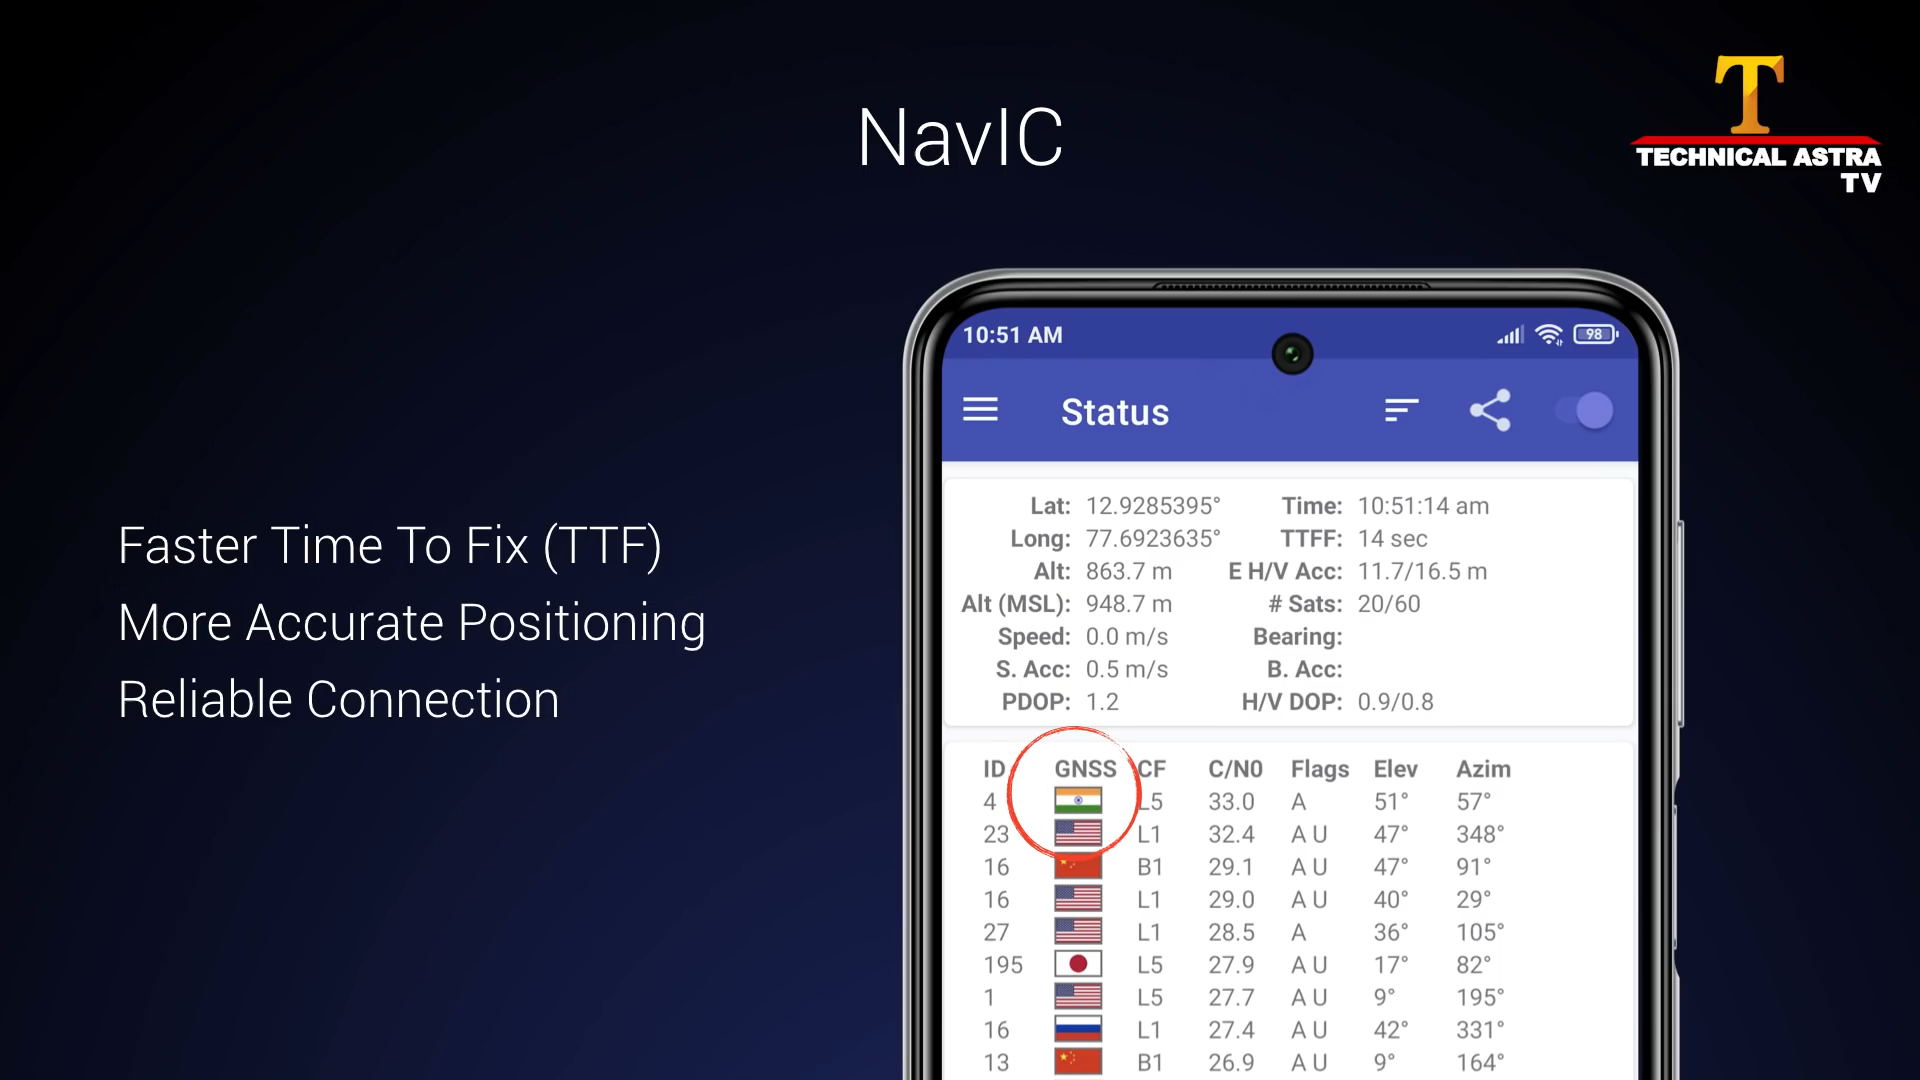 NavIC
T
TECHNICAL ASTRA
TV
Faster Time To Fix (TTF)
More Accurate Positioning
Reliable Connection
10:51 AM
98
Status
Lat: 12.9285395° Time: 10:51:14 am
Long: 77.6923635° TTFF: 14 sec
Alt: 863.7 m E H/V Acc: 11.7/16.5 m
Alt (MSL): 948.7 m # Sats: 20/60
Speed: 0.0 m/s Bearing:
S. Acc: 0.5 m/s B. Acc:
PDOP: 1.2 H/V DOP: 0.9/0.8
ID GNSS CF C/N0 Flags Elev Azim
4 L5 33.0 A 51° 57°
23 L1 32.4 A U 47° 348°
16 B1 29.1 A U 47° 91°
16 L1 29.0 A U 40° 29°
27 L1 28.5 A 36° 105°
195 L5 27.9 A U 17° 82°
1 L5 27.7 A U 9° 195°
16 L1 27.4 A U 42° 331°
13 B1 26.9 A U 9° 164°